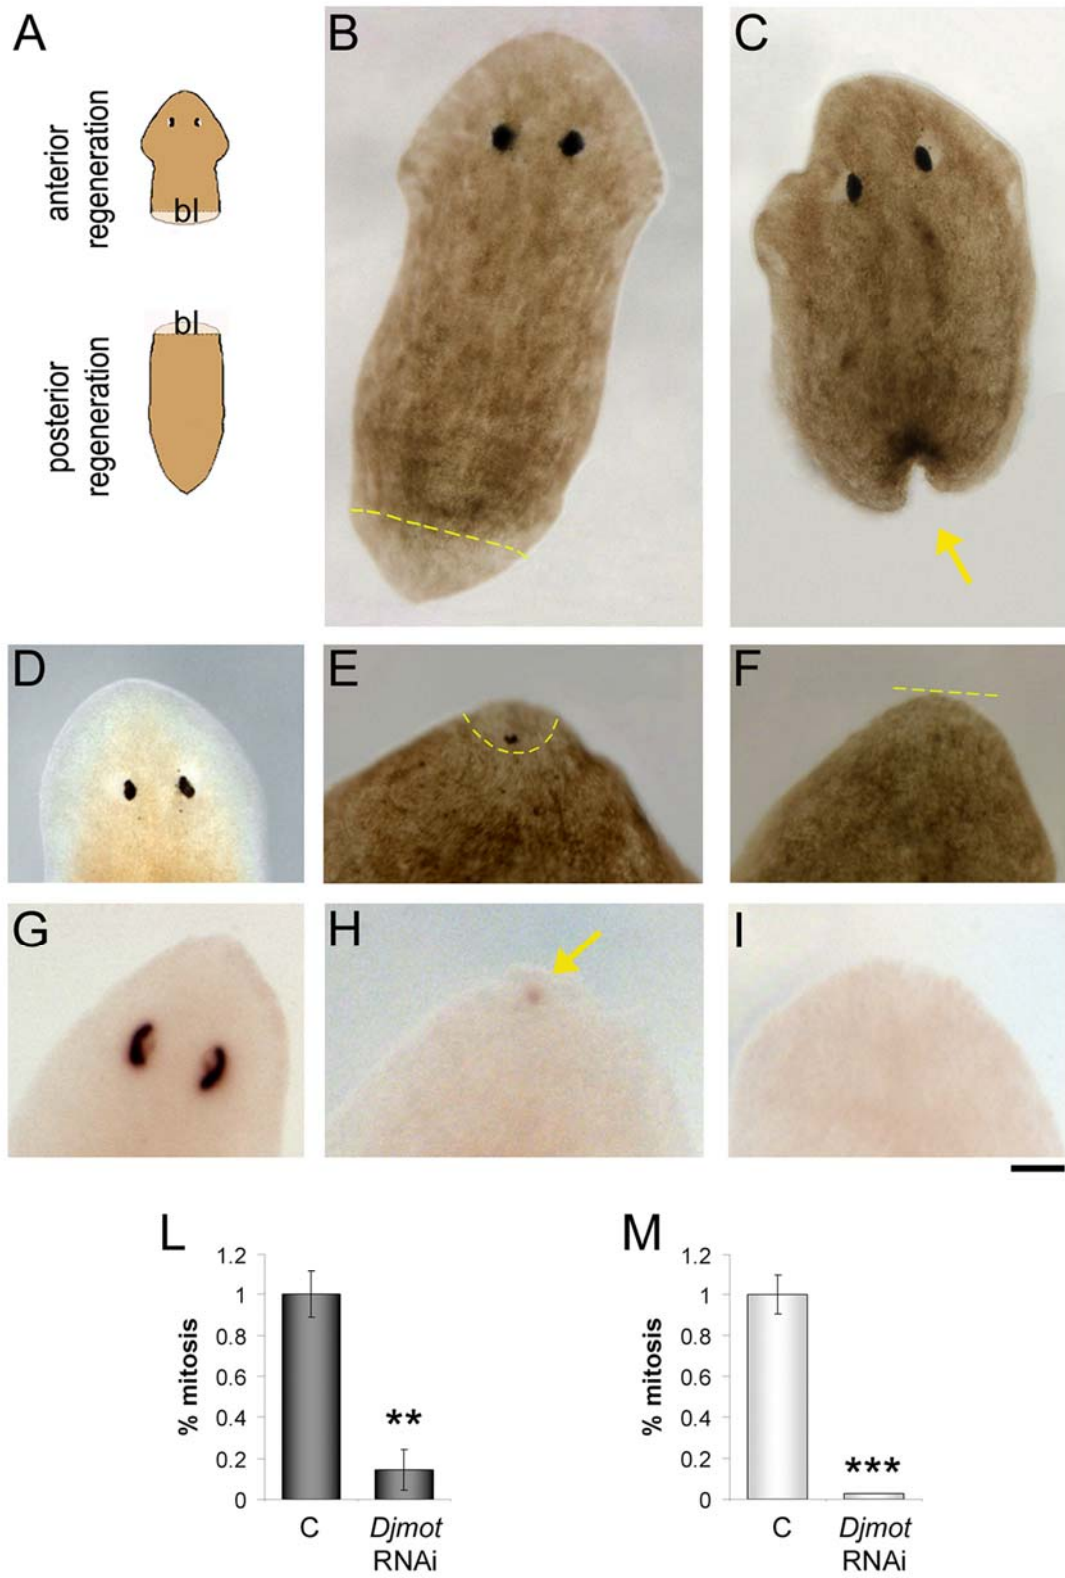 A
anterior
regeneration
bl
bl
posterior
regeneration
B
C
D
E
F
G
H
I
L
% mitosis
1.2
1
0.8
0.6
0.4
0.2
0
**
C
Djmot
RNAi
M
% mitosis
1.2
1
0.8
0.6
0.4
0.2
0
***
C
Djmot
RNAi